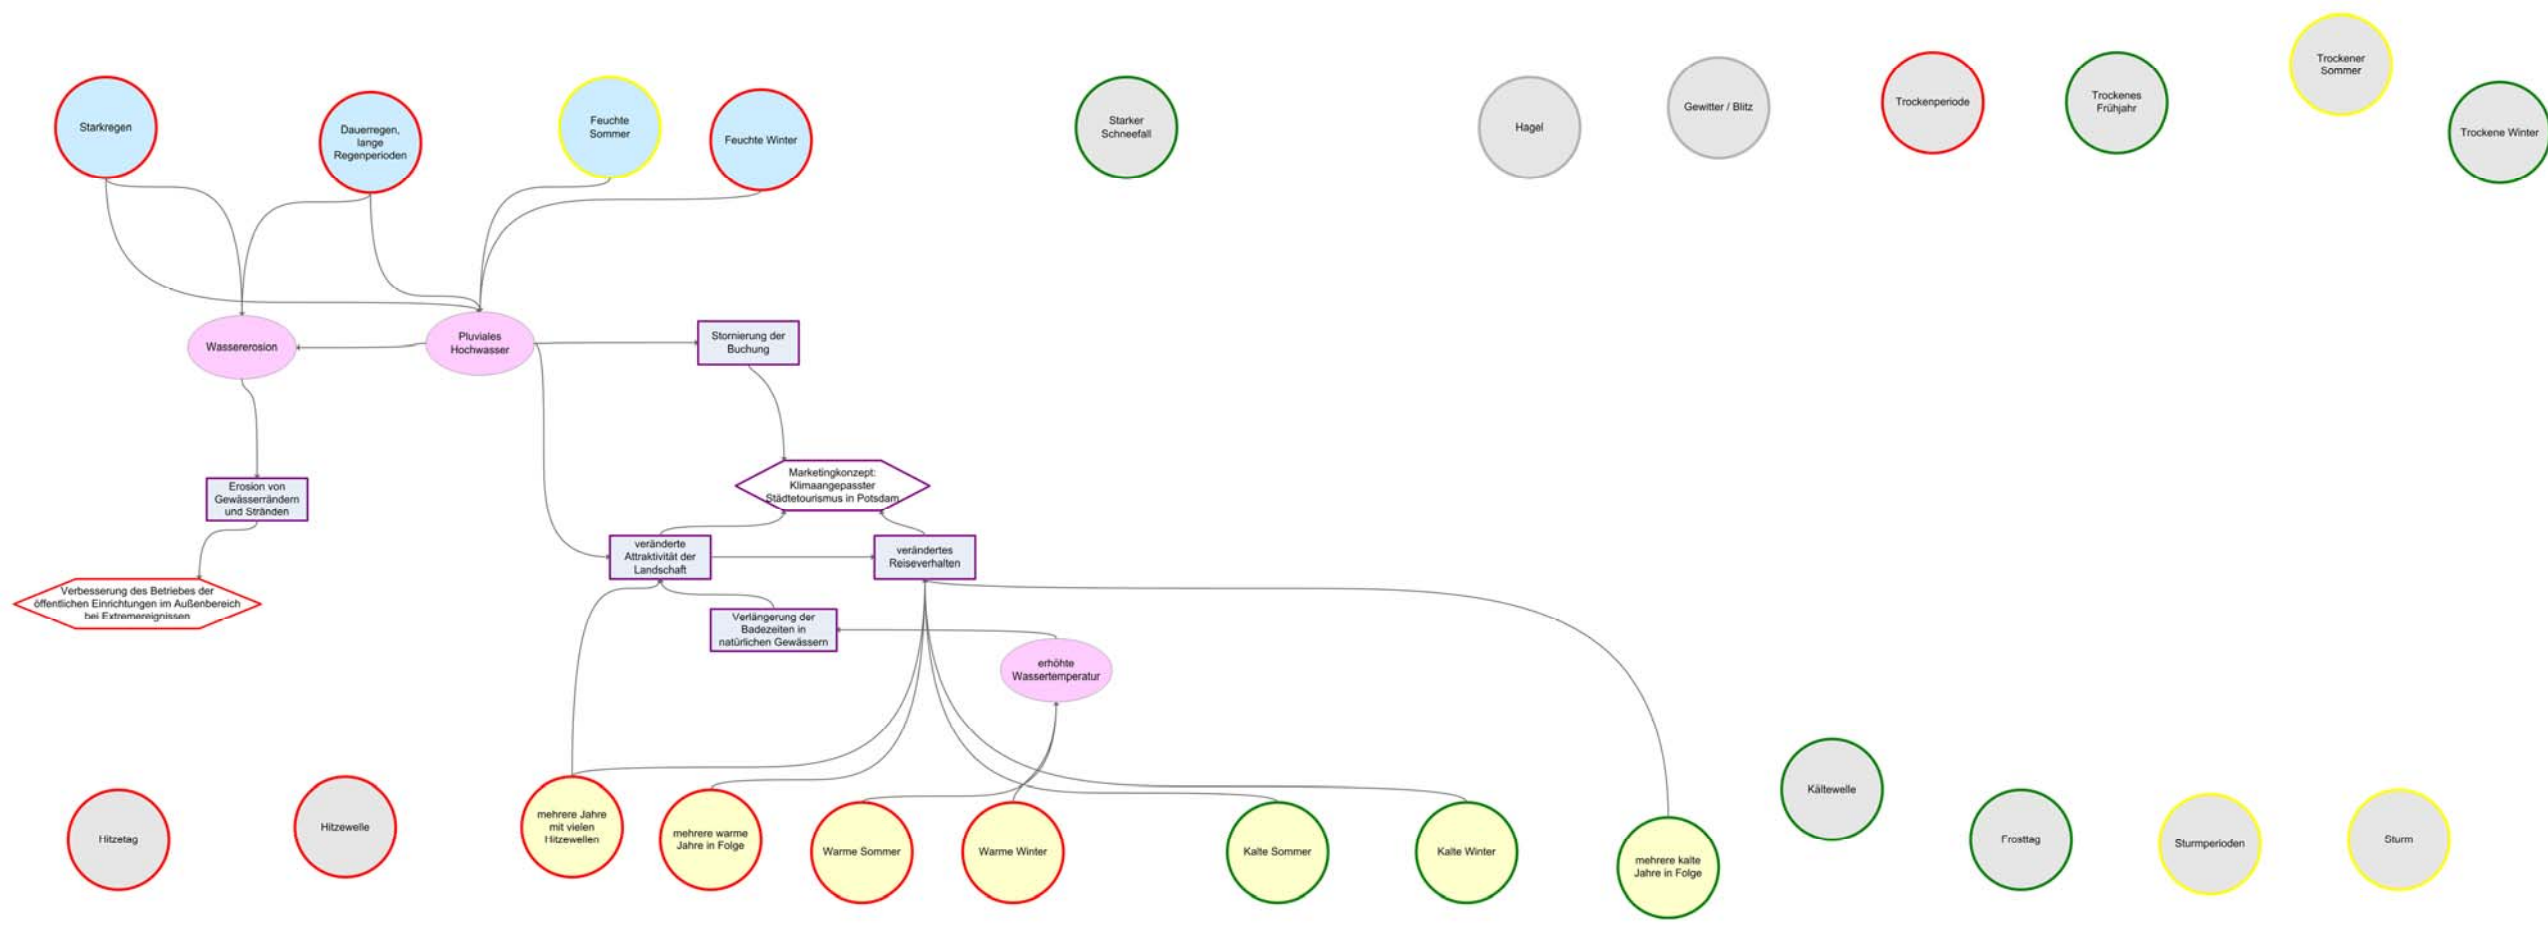 Starkregen
Dauerregen,
lange
Regenperioden
Feuchte
Sommer
Feuchte Winter
Starker
Schneefall
Hagel
Gewitter / Blitz
Trockenperiode
Trockenes
Frühjahr
Trockener
Sommer
Trockene Winter
Wassererosion
Pluviales
Hochwasser
Stornierung der
Buchung
Erosion von
Gewässerrändern
und Stränden
Marketingkonzept:
Klimaangepasster
Städtetourismus in Potsdam
veränderte
Attraktivität der
Landschaft
verändertes
Reiseverhalten
Verbesserung des Betriebes der
öffentlichen Einrichtungen im Außenbereich
bei Extremereignissen
Verlängerung der
Badezeiten in
natürlichen Gewässern
erhöhte
Wassertemperatur
Hitzetag
Hitzewelle
mehrere Jahre
mit vielen
Hitzewellen
mehrere warme
Jahre in Folge
Warme Sommer
Warme Winter
Kalte Sommer
Kalte Winter
mehrere kalte
Jahre in Folge
Kältewelle
Frosttag
Sturmperioden
Sturm